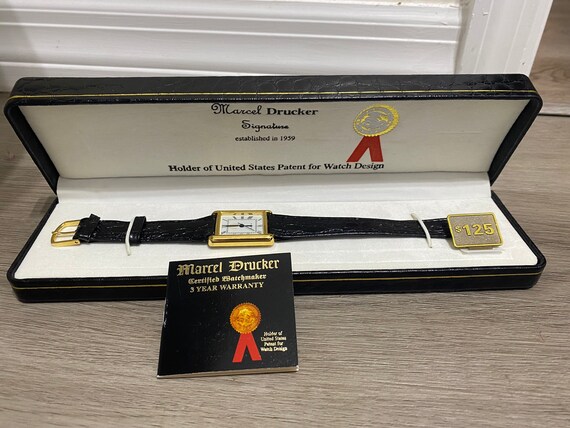 Marcel Drucker
Signature
established in 1939
Holder of United States Patent for Watch Design
$125
Marcel Drucker
Certified Watchmaker
3 YEAR WARRANTY
Holder of
United States
Patent for
Watch Design